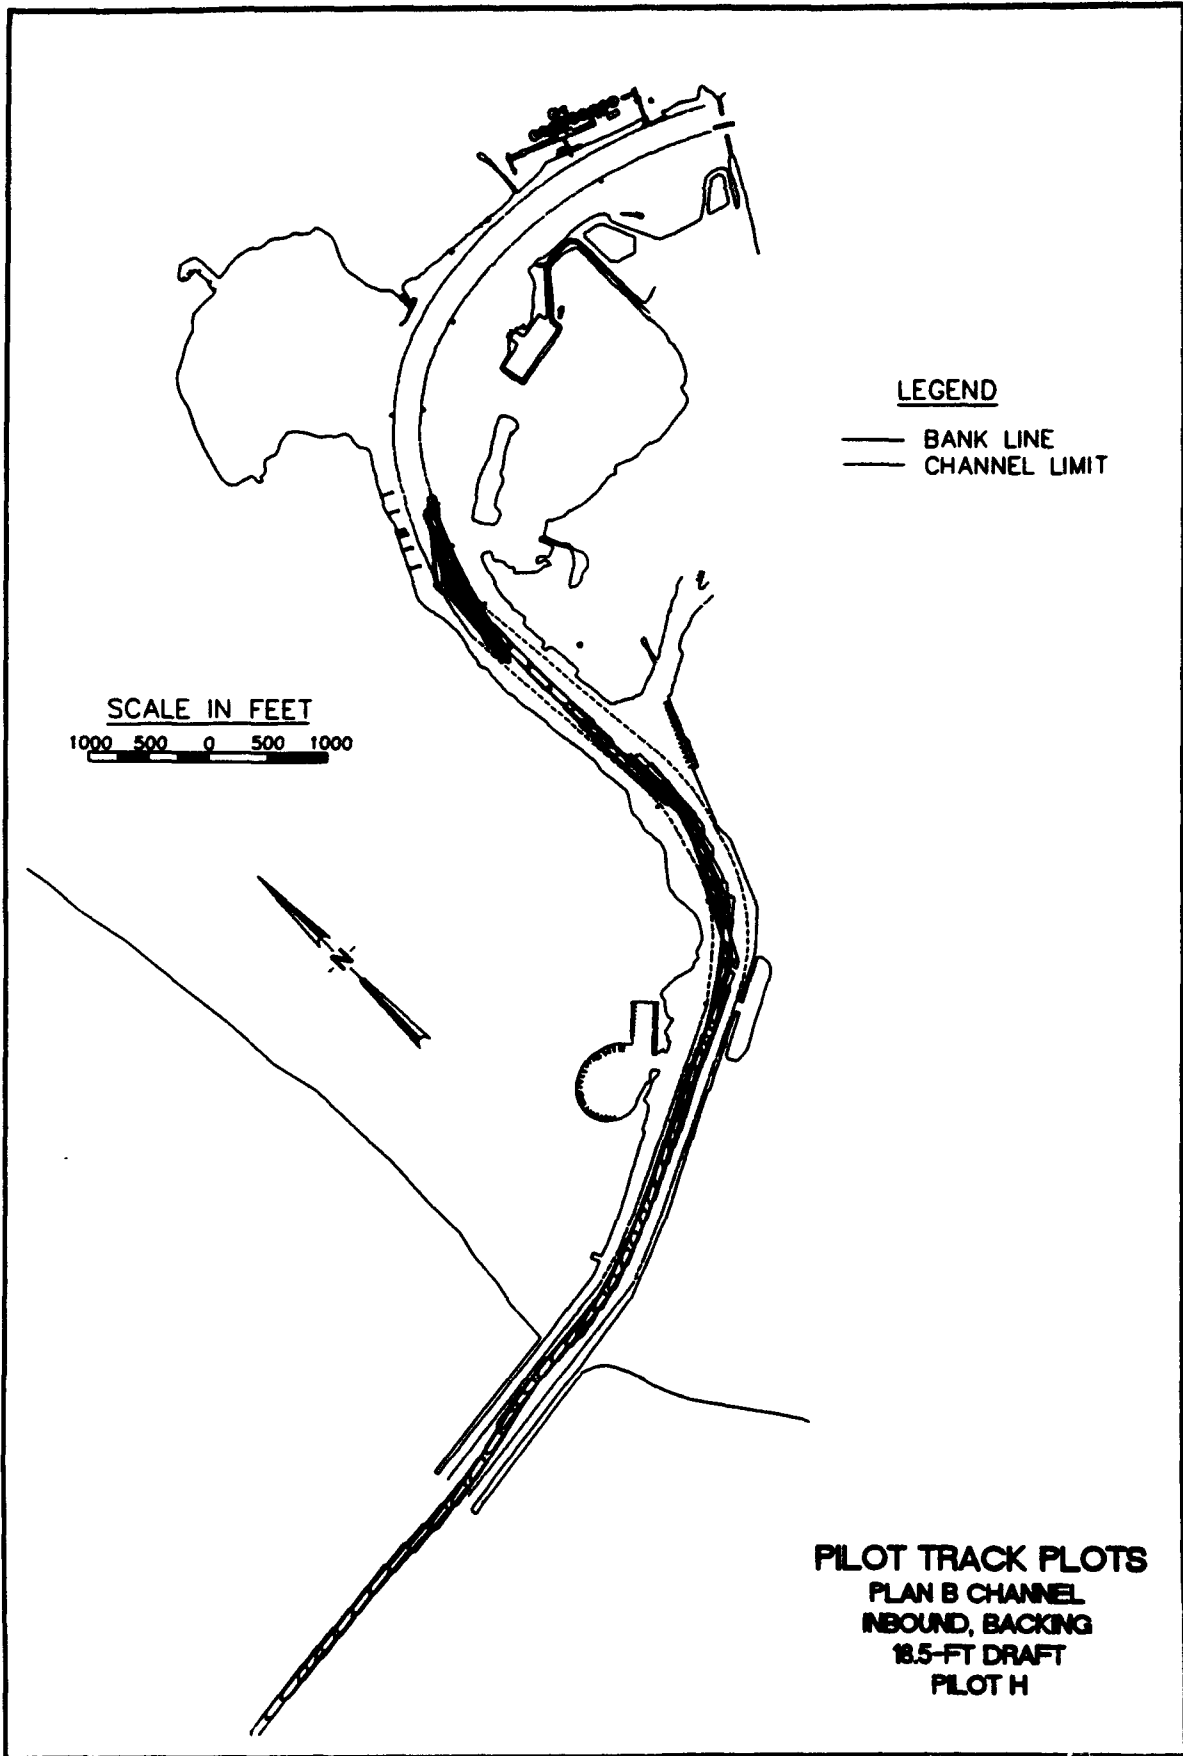 LEGEND
BANK LINE
CHANNEL LIMIT
SCALE IN FEET
1000 500 0 500 1000
N
PILOT TRACK PLOTS
PLAN B CHANNEL
INBOUND, BACKING
18.5-FT DRAFT
PILOT H